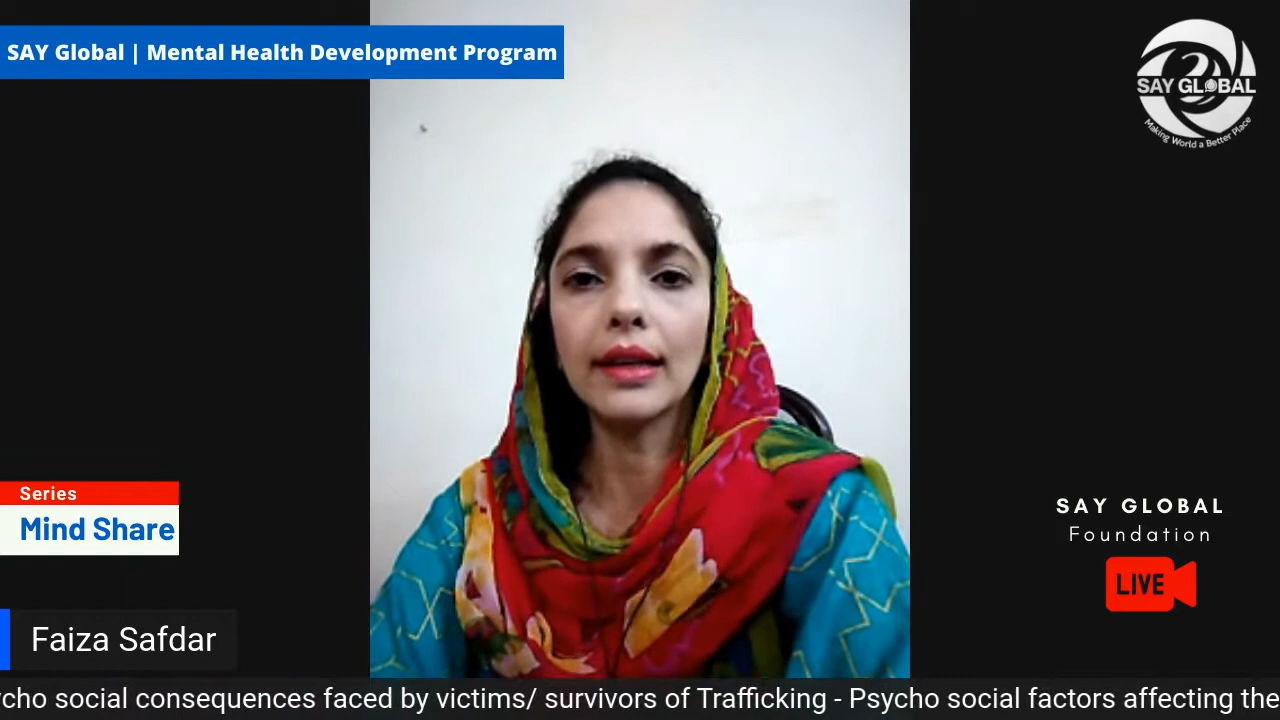 SAY Global | Mental Health Development Program
SAY GLOBAL
Making World a Better Place
Series
Mind Share
SAY GLOBAL
Foundation
LIVE
Faiza Safdar
social consequences faced by victims/ survivors of Trafficking - Psycho social factors affecting the